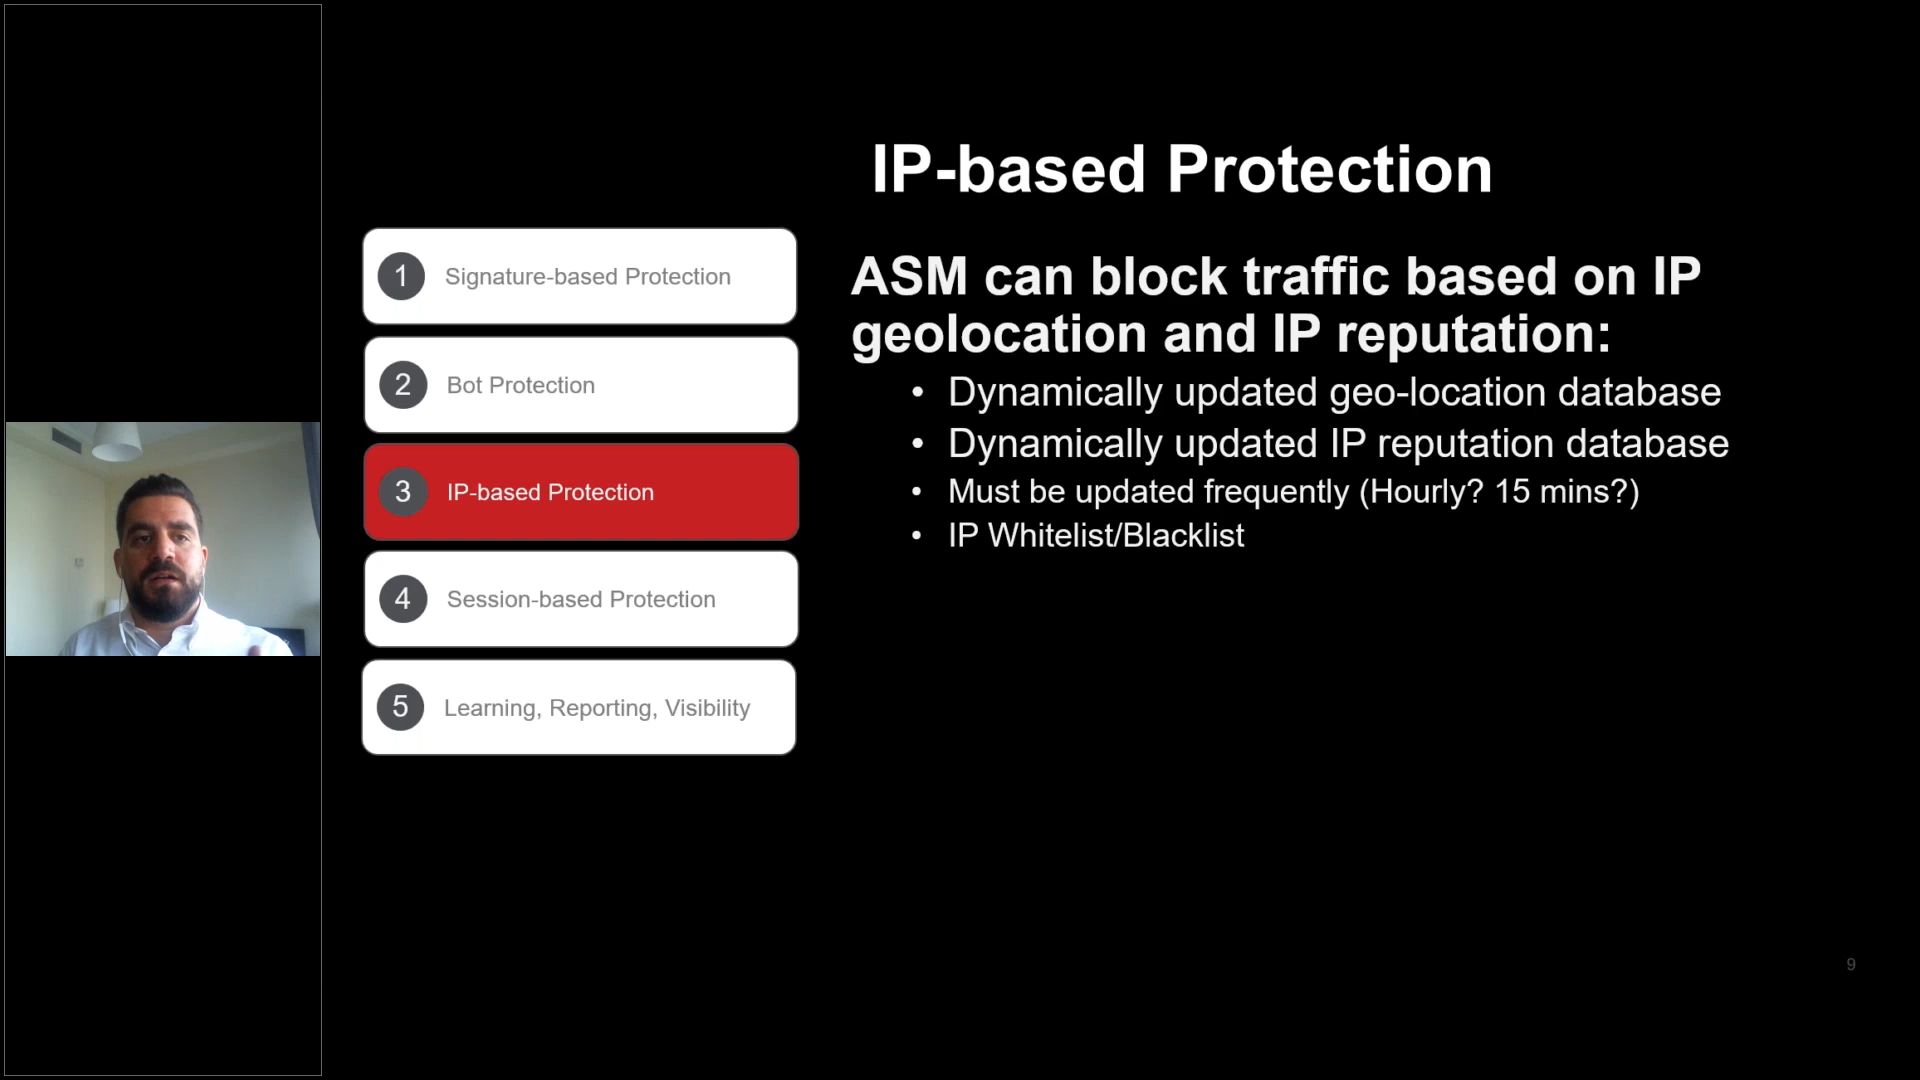 IP-based Protection
1 Signature-based Protection
2 Bot Protection
3 IP-based Protection
4 Session-based Protection
5 Learning, Reporting, Visibility
ASM can block traffic based on IP
geolocation and IP reputation:
• Dynamically updated geo-location database
• Dynamically updated IP reputation database
• Must be updated frequently (Hourly? 15 mins?)
• IP Whitelist/Blacklist
9